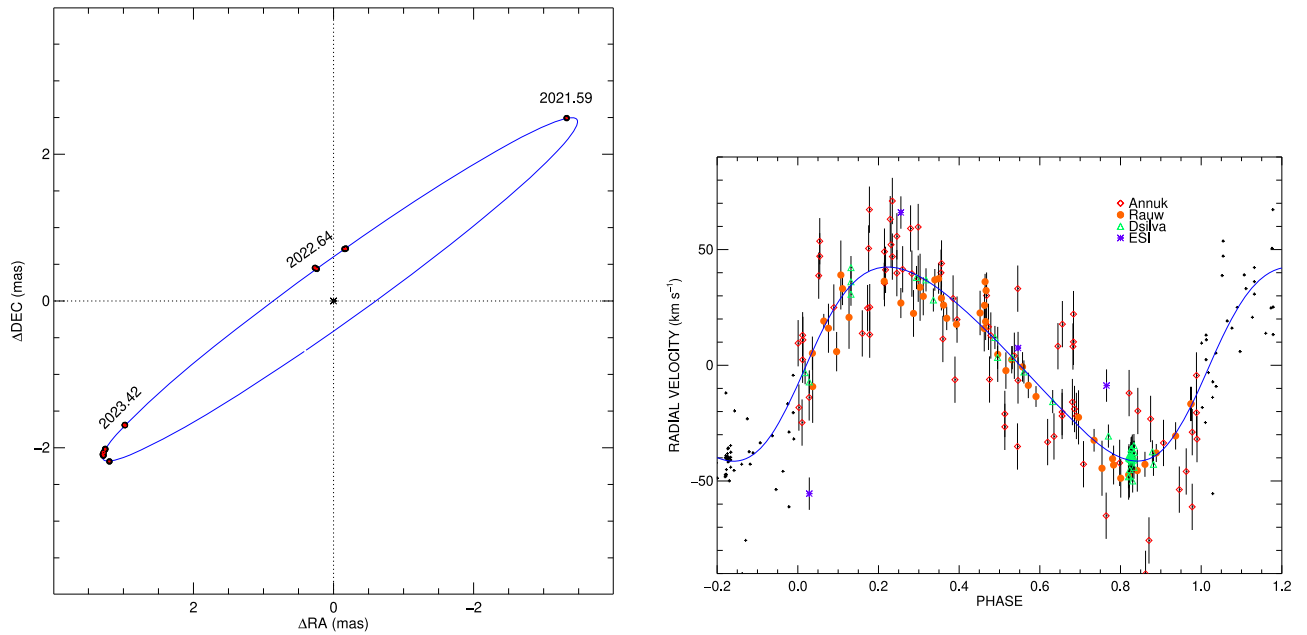 2021.59
2022.64
2023.42
2
0
−2
ΔDEC (mas)
2
0
−2
ΔRA (mas)
Annuk
Rauw
Dsilva
ESI
50
0
−50
RADIAL VELOCITY (km s⁻¹)
−0.2
0.0
0.2
0.4
0.6
0.8
1.0
1.2
PHASE